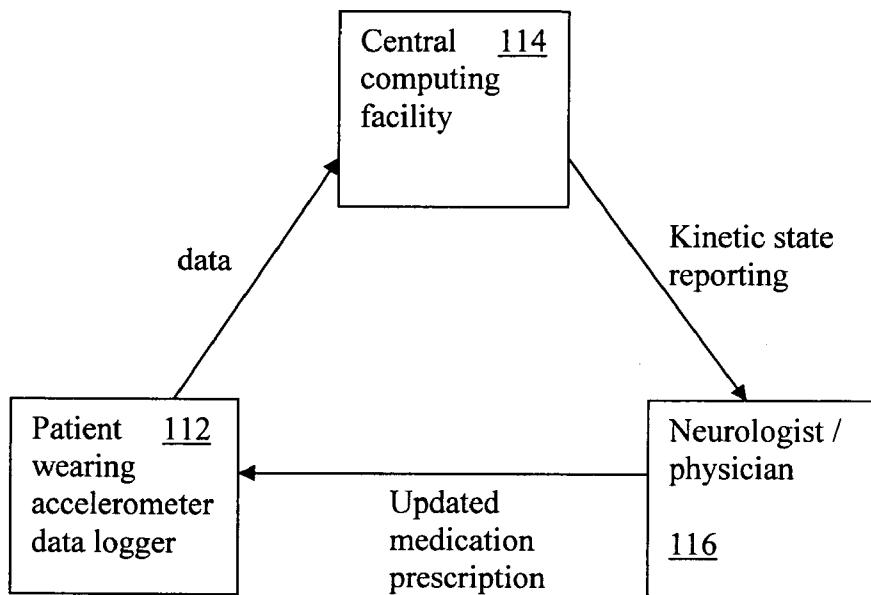 Central 114
computing
facility
data
Kinetic state
reporting
Patient 112
wearing
accelerometer
data logger
Neurologist /
physician
116
Updated
medication
prescription